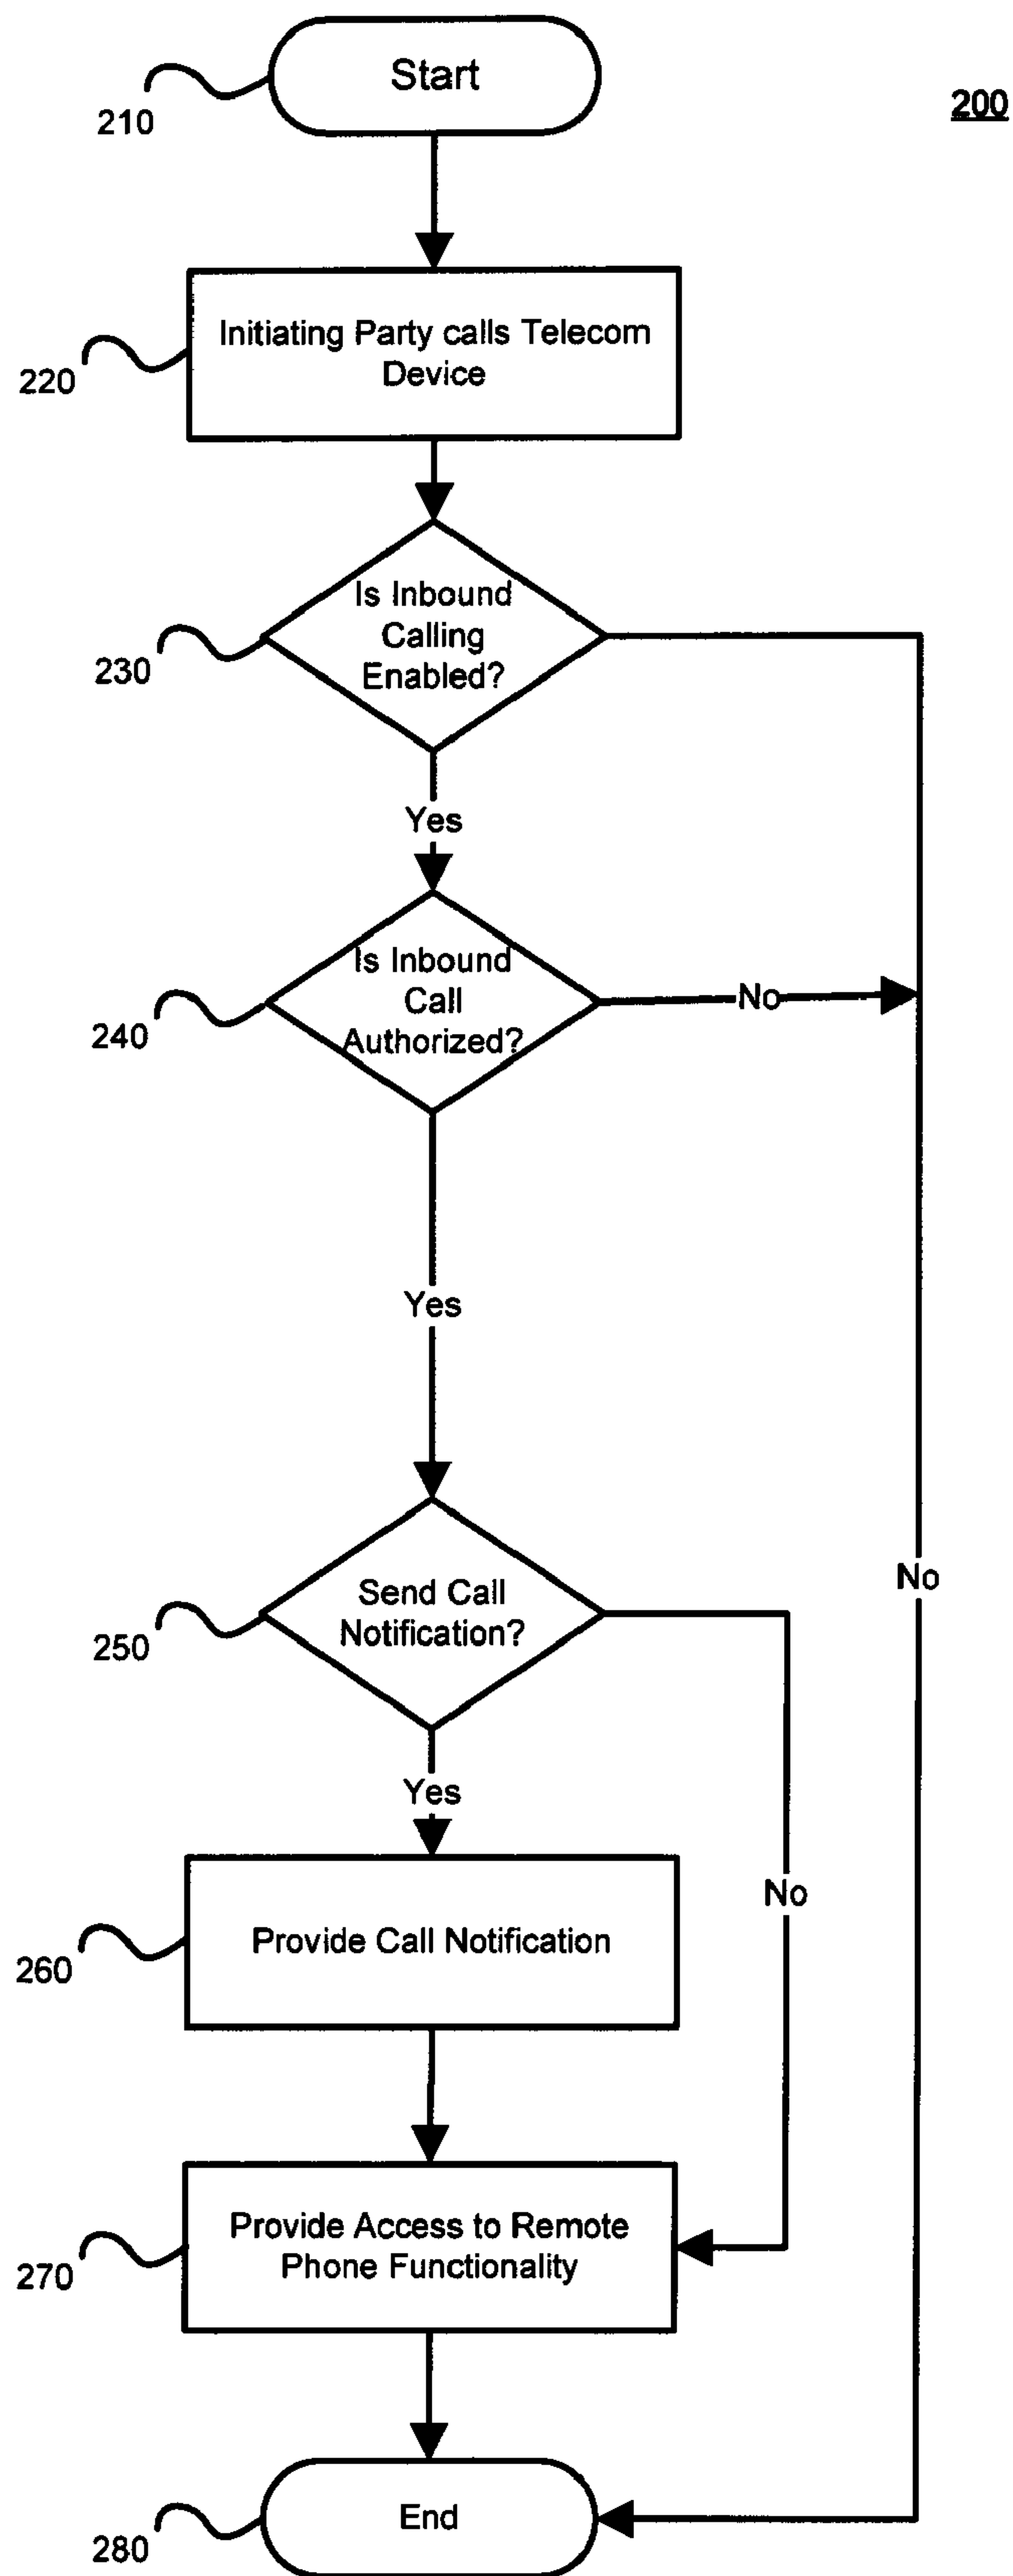 Start
210
200
Initiating Party calls Telecom
Device
220
Is Inbound
Calling
Enabled?
230
Yes
Is Inbound
Call
Authorized?
240
No
Yes
No
Send Call
Notification?
250
Yes
No
Provide Call Notification
260
Provide Access to Remote
Phone Functionality
270
End
280